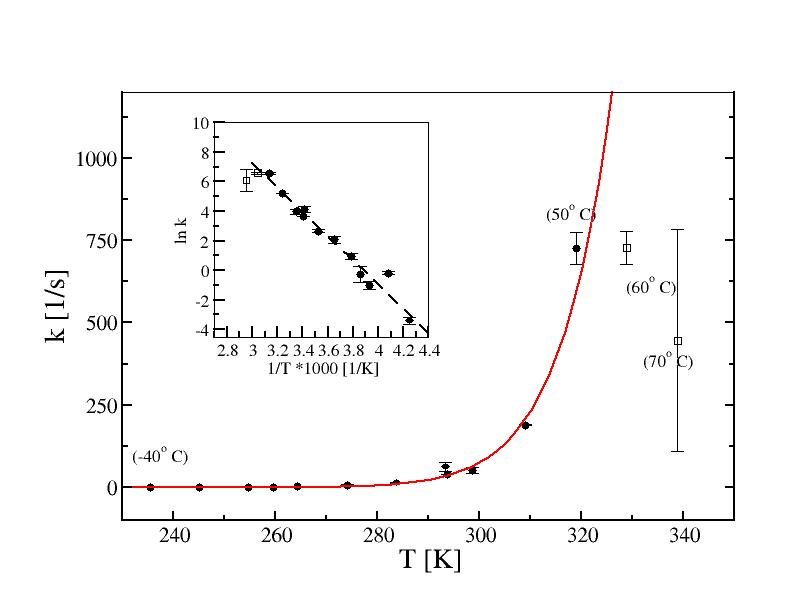 10
8
6
4
2
0
-2
-4
ln k
2.8 3 3.2 3.4 3.6 3.8 4 4.2 4.4
1/T *1000 [1/K]
1000
750
500
250
0
k [1/s]
(50° C)
(60° C)
(70° C)
(-40° C)
240 260 280 300 320 340
T [K]